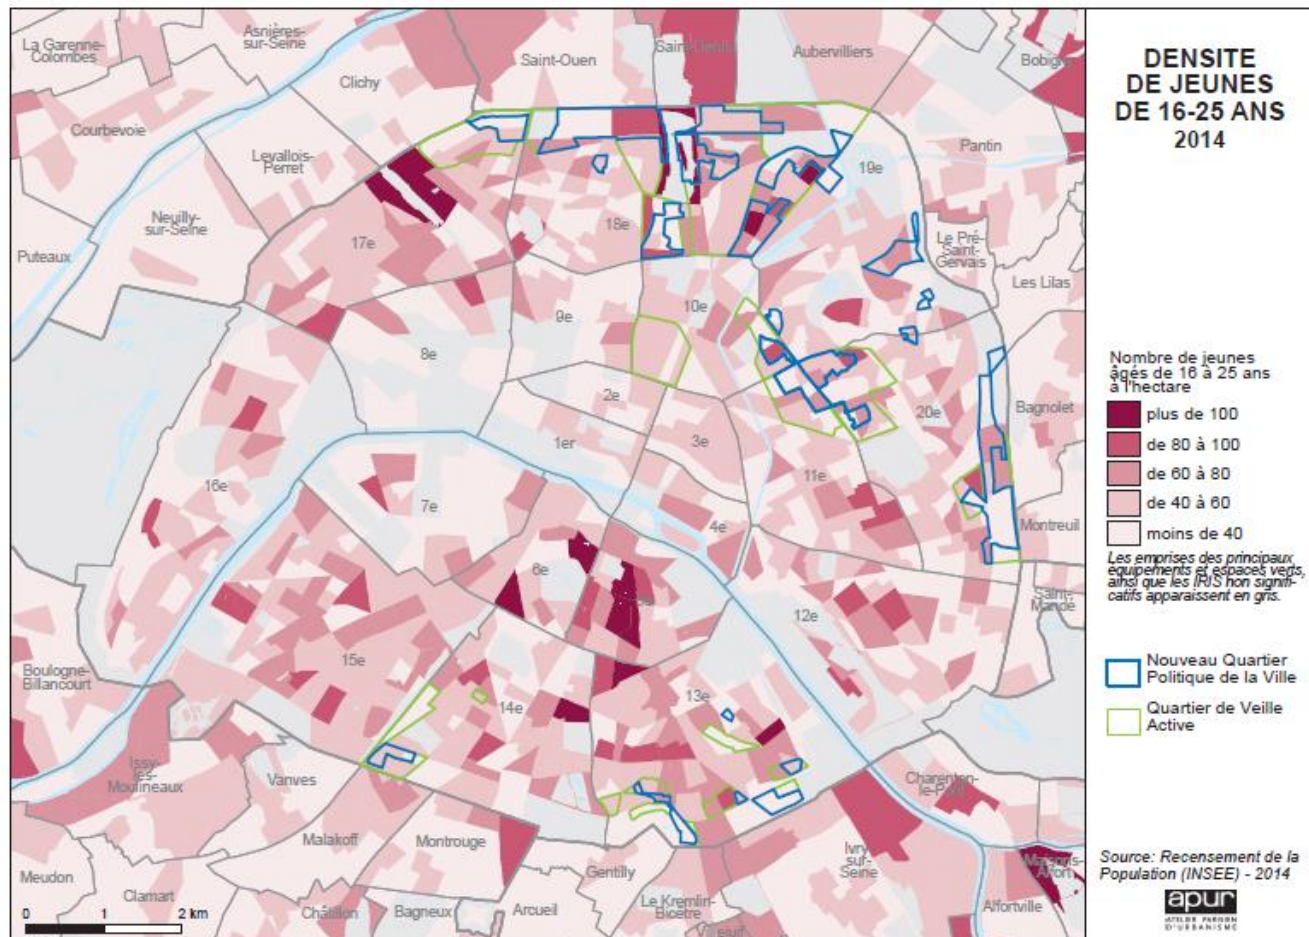 DENSITE
DE JEUNES
DE 16-25 ANS
2014
Nombre de jeunes
âgés de 16 à 25 ans
à l'hectare
plus de 100
de 80 à 100
de 60 à 80
de 40 à 60
moins de 40
Les emprises des principaux
équipements et espaces verts,
ainsi que les IRIS non signifi-
catifs apparaissent en gris.
Nouveau Quartier
Politique de la Ville
Quartier de Veille
Active
Source: Recensement de la
Population (INSEE) - 2014
apur
ATELIER PARISIEN
D'URBANISME
La Garenne-
Colombes
Asnières-
sur-Seine
Saint-Ouen
Saint-Denis
Aubervilliers
Bobigny
Clichy
Courbevoie
Levallois-
Perret
Pantin
19e
Neuilly-
sur-Seine
17e
18e
Puteaux
Le Pré-
Saint-
Gervais
Les Lilas
10e
9e
8e
2e
20e
Bagnolet
1er
3e
11e
16e
7e
4e
Montreuil
6e
Saint-
Mandé
12e
15e
Boulogne-
Billancourt
14e
13e
Issy-
les-
Moulineaux
Vanves
Charenton-
le-Pont
Malakoff
Montrouge
Ivry
sur-
Seine
Maisons-
Alfort
Gentilly
Meudon
Clamart
Châtillon
Bagneux
Arcueil
Le Kremlin-
Bicêtre
Alfortville
Villejuif
0 1 2 km